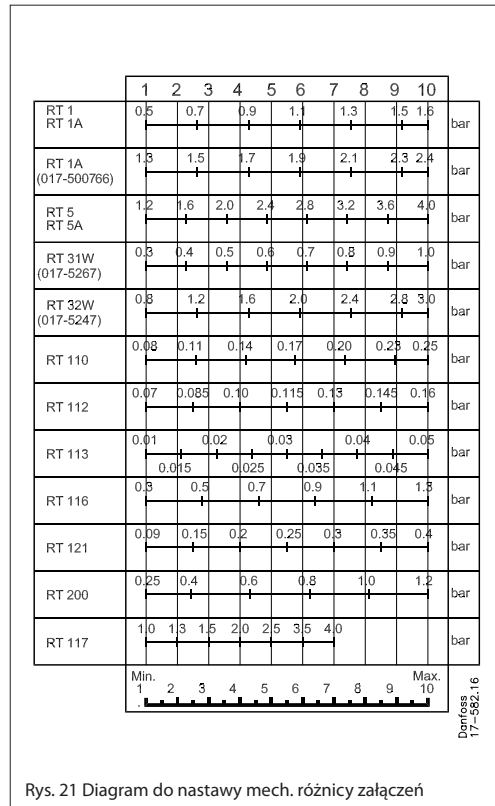 1 2 3 4 5 6 7 8 9 10
RT 1
RT 1A
0.5 0.7 0.9 1.1 1.3 1.5 1.6
bar
RT 1A
(017-500766)
1.3 1.5 1.7 1.9 2.1 2.3 2.4
bar
RT 5
RT 5A
1.2 1.6 2.0 2.4 2.8 3.2 3.6 4.0
bar
RT 31W
(017-5267)
0.3 0.4 0.5 0.6 0.7 0.8 0.9 1.0
bar
RT 32W
(017-5247)
0.8 1.2 1.6 2.0 2.4 2.8 3.0
bar
RT 110
0.08 0.11 0.14 0.17 0.20 0.23 0.25
bar
RT 112
0.07 0.085 0.10 0.115 0.13 0.145 0.16
bar
RT 113
0.01 0.02 0.03 0.04 0.05
0.015 0.025 0.035 0.045
bar
RT 116
0.3 0.5 0.7 0.9 1.1 1.3
bar
RT 121
0.09 0.15 0.2 0.25 0.3 0.35 0.4
bar
RT 200
0.25 0.4 0.6 0.8 1.0 1.2
bar
RT 117
1.0 1.3 1.5 2.0 2.5 3.5 4.0
bar
Min. Max.
1 2 3 4 5 6 7 8 9 10
Danfoss
17-582.16
Rys. 21 Diagram do nastawy mech. różnicy załączeń